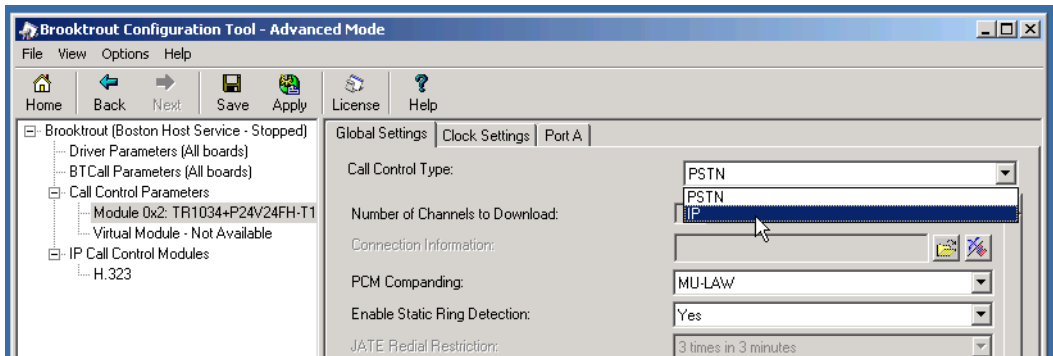 Brooktrout Configuration Tool - Advanced Mode
File View Options Help
Home Back Next Save Apply License Help
Brooktrout (Boston Host Service - Stopped)
Driver Parameters (All boards)
BTCall Parameters (All boards)
Call Control Parameters
Module 0x2: TR1034+P24V24FH-T1
Virtual Module - Not Available
IP Call Control Modules
H.323
Global Settings Clock Settings Port A
Call Control Type: PSTN
PSTN
IP
Number of Channels to Download:
Connection Information:
PCM Companding: MU-LAW
Enable Static Ring Detection: Yes
JATE Redial Restriction: 3 times in 3 minutes